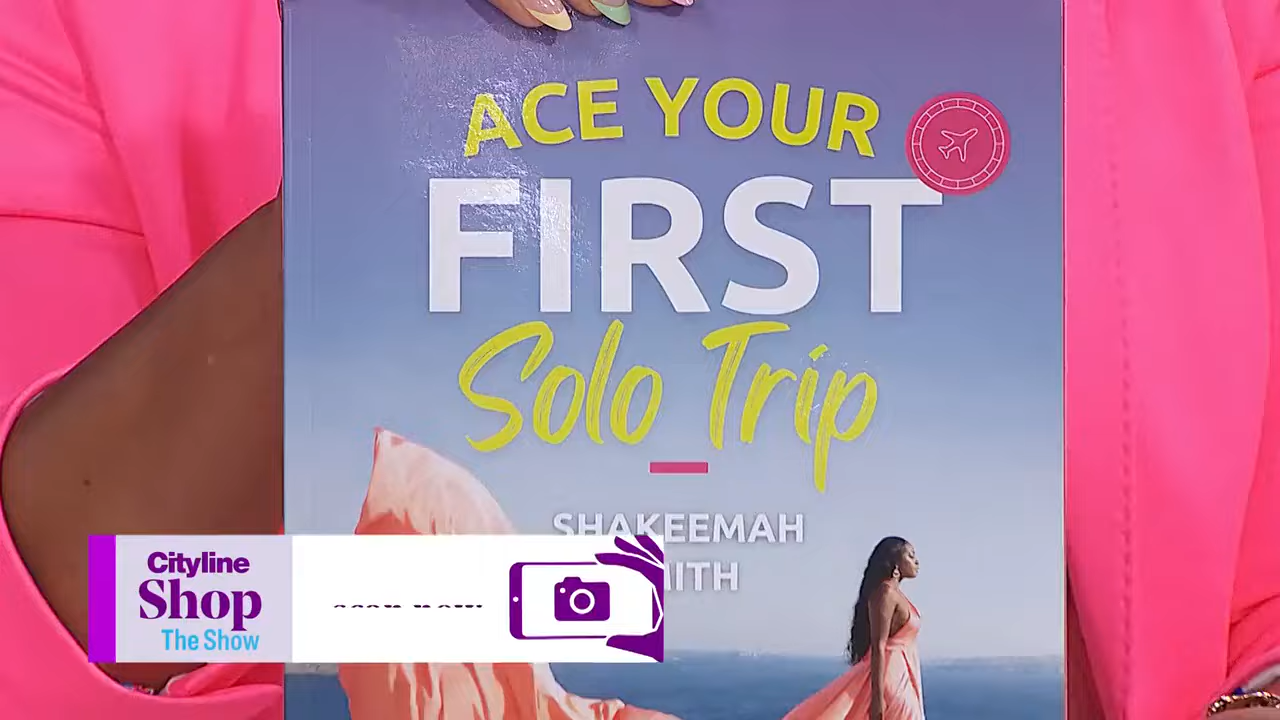 ACE YOUR
FIRST
Solo Trip
SHAKEEMAH
Cityline
Shop
The Show